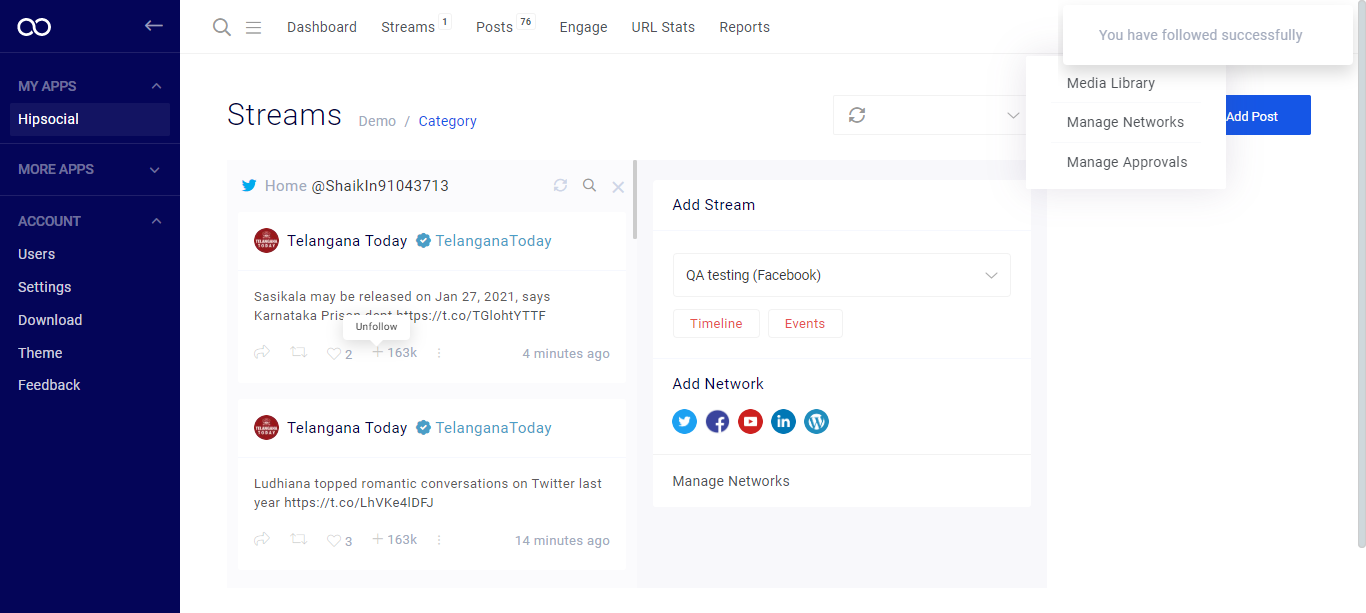 MY APPS
Hipsocial
MORE APPS
ACCOUNT
Users
Settings
Download
Theme
Feedback
Dashboard Streams 1 Posts 76 Engage URL Stats Reports
You have followed successfully
Media Library
Manage Networks
Manage Approvals
Add Post
Streams Demo / Category
Home @ShaikIn91043713
Telangana Today TelanganaToday
Sasikala may be released on Jan 27, 2021, says
Karnataka Prison dept https://t.co/TGlohtYTTF
Unfollow
2 163k 4 minutes ago
Telangana Today TelanganaToday
Ludhiana topped romantic conversations on Twitter last
year https://t.co/LhVKe4lDFJ
3 163k 14 minutes ago
Add Stream
QA testing (Facebook)
Timeline Events
Add Network
Manage Networks